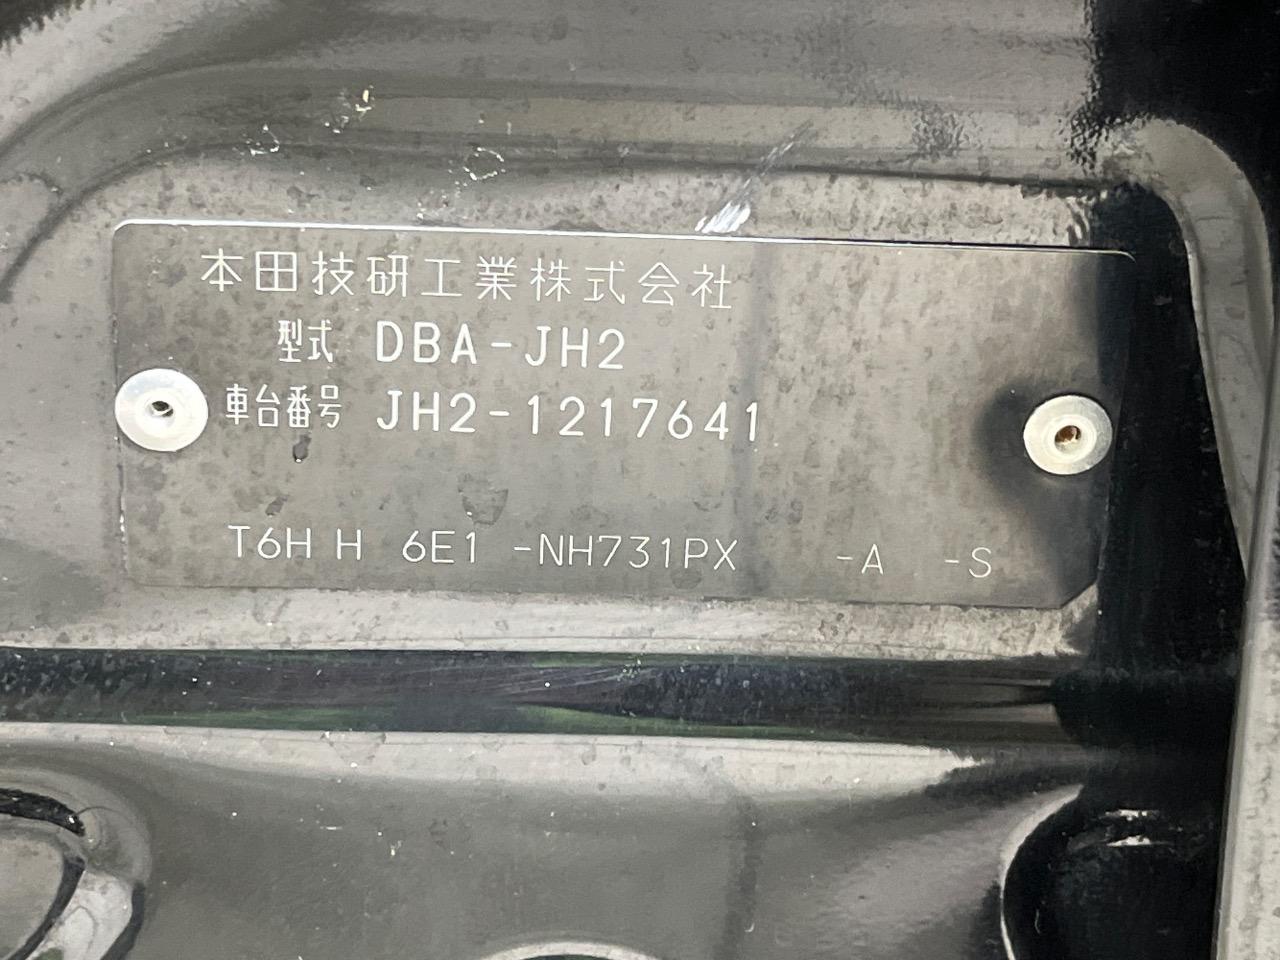 本田技研工業株式会社
型式 DBA-JH2
車台番号 JH2-1217641
T6H H 6E1 -NH731PX -A -S